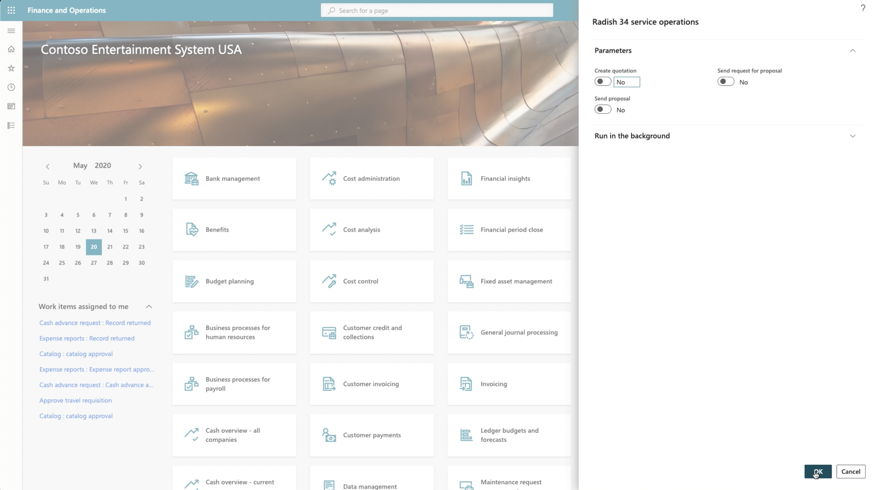 Finance and Operations
Search for a page
?
Radish 34 service operations
Contoso Entertainment System USA
Parameters
Create quotation
No
Send request for proposal
No
Send proposal
No
Run in the background
May 2020
Su Mo Tu We Th Fr Sa
1 2
3 4 5 6 7 8 9
10 11 12 13 14 15 16
17 18 19 20 21 22 23
24 25 26 27 28 29 30
31
Work items assigned to me
Cash advance request : Record returned
Expense reports : Record returned
Catalog : catalog approval
Expense reports : Expense report appro...
Cash advance request : Cash advance a...
Approve travel requisition
Catalog : catalog approval
Bank management
Cost administration
Financial insights
Benefits
Cost analysis
Financial period close
Budget planning
Cost control
Fixed asset management
Business processes for
human resources
Customer credit and
collections
General journal processing
Business processes for
payroll
Customer invoicing
Invoicing
Cash overview - all
companies
Customer payments
Ledger budgets and
forecasts
Cash overview - current
Data management
Maintenance request
OK
Cancel